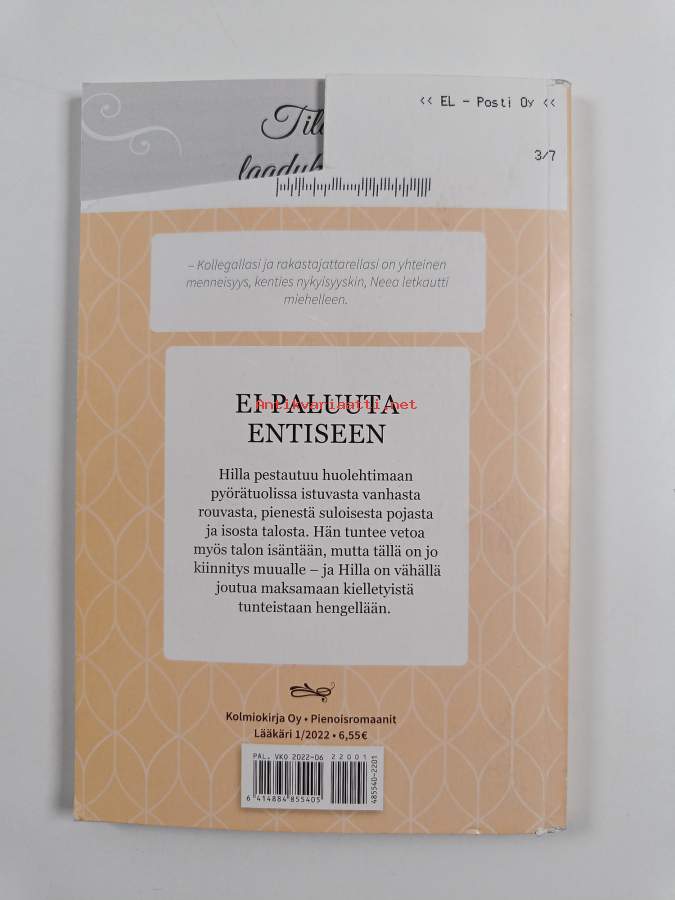 << EL - Posti Oy <<
3/7
– Kollegallasi ja rakastajattarellasi on yhteinen
menneisyys, kenties nykyisyyskin, Neea letkautti
miehelleen.
EI PALUUTA
Antikvariaatti.net
ENTISEEN
Hilla pestautuu huolehtimaan
pyörätuolissa istuvasta vanhasta
rouvasta, pienestä suloisesta pojasta
ja isosta talosta. Hän tuntee vetoa
myös talon isäntään, mutta tällä on jo
kiinnitys muualle – ja Hilla on vähällä
joutua maksamaan kielletyistä
tunteistaan hengellään.
Kolmiokirja Oy • Pienoisromaanit
Lääkäri 1/2022 • 6,55€
PAL. VKO 2022-06 22001
6 414884 855405
485540-2201